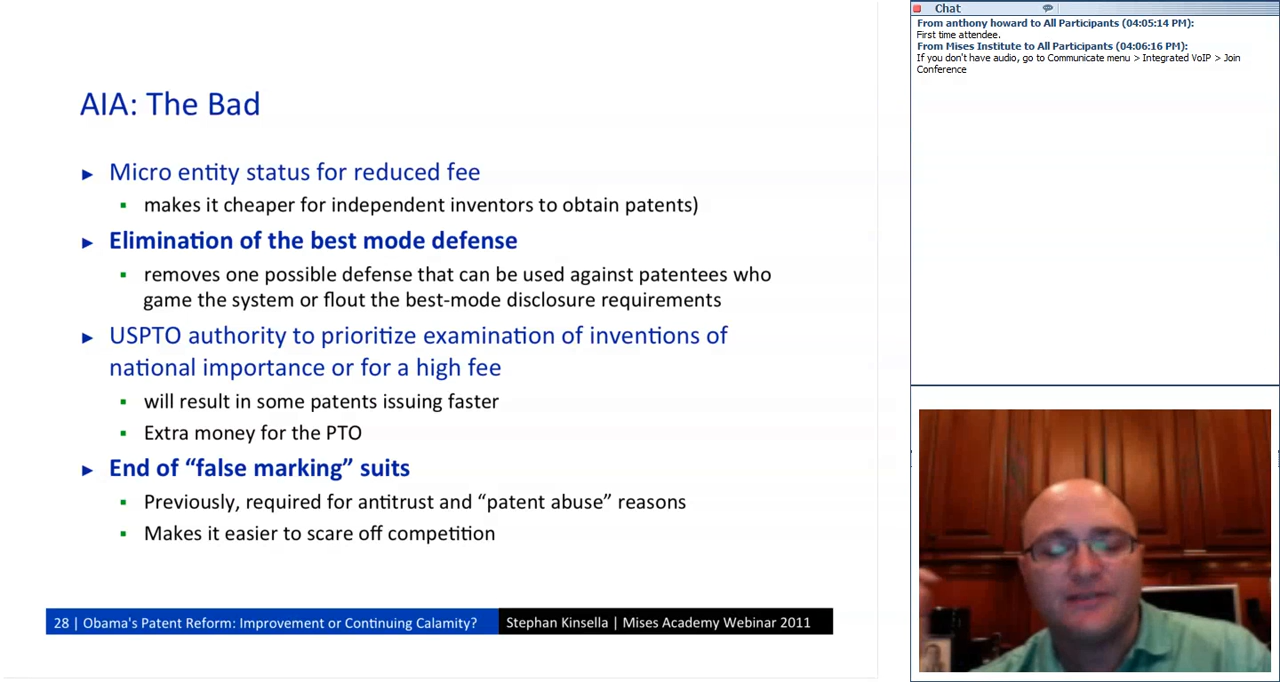 AIA: The Bad
► Micro entity status for reduced fee
▪ makes it cheaper for independent inventors to obtain patents)
► Elimination of the best mode defense
▪ removes one possible defense that can be used against patentees who
game the system or flout the best-mode disclosure requirements
► USPTO authority to prioritize examination of inventions of
national importance or for a high fee
▪ will result in some patents issuing faster
▪ Extra money for the PTO
► End of “false marking” suits
▪ Previously, required for antitrust and “patent abuse” reasons
▪ Makes it easier to scare off competition
28 | Obama's Patent Reform: Improvement or Continuing Calamity?
Stephan Kinsella | Mises Academy Webinar 2011
Chat
From anthony howard to All Participants (04:05:14 PM):
First time attendee.
From Mises Institute to All Participants (04:06:16 PM):
If you don't have audio, go to Communicate menu > Integrated VoIP > Join
Conference